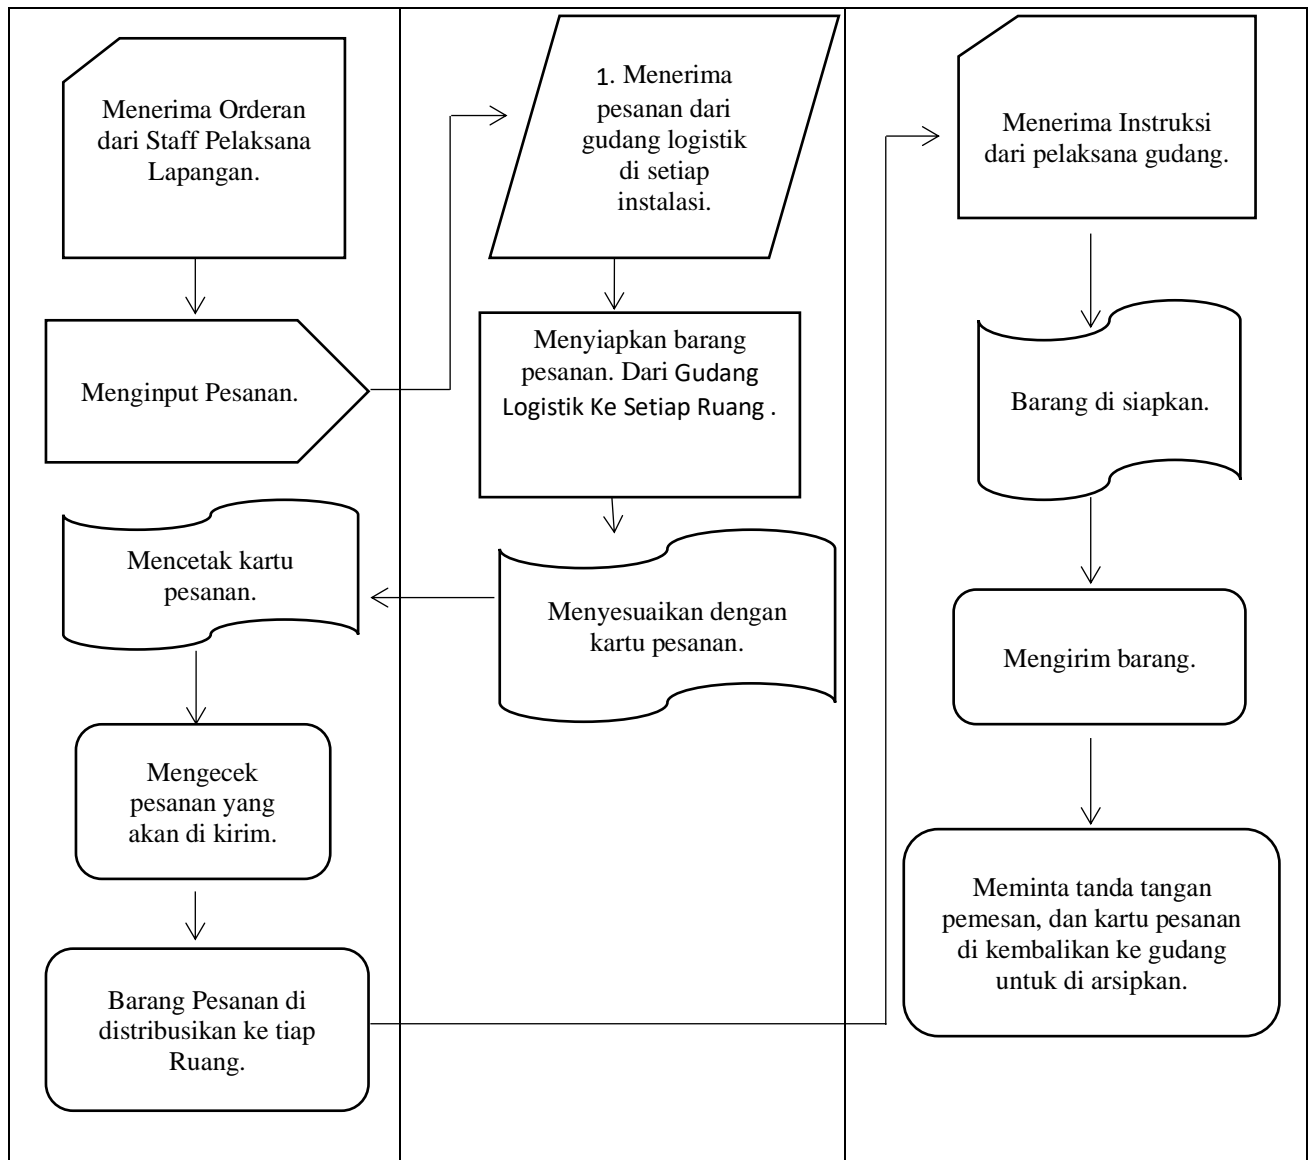 Menerima Orderan
dari Staff Pelaksana
Lapangan.
Menginput Pesanan.
Mencetak kartu
pesanan.
Mengecek
pesanan yang
akan di kirim.
Barang Pesanan di
distribusikan ke tiap
Ruang.
1. Menerima
pesanan dari
gudang logistik
di setiap
instalasi.
Menyiapkan barang
pesanan. Dari Gudang
Logistik Ke Setiap Ruang .
Menyesuaikan dengan
kartu pesanan.
Menerima Instruksi
dari pelaksana gudang.
Barang di siapkan.
Mengirim barang.
Meminta tanda tangan
pemesan, dan kartu pesanan
di kembalikan ke gudang
untuk di arsipkan.